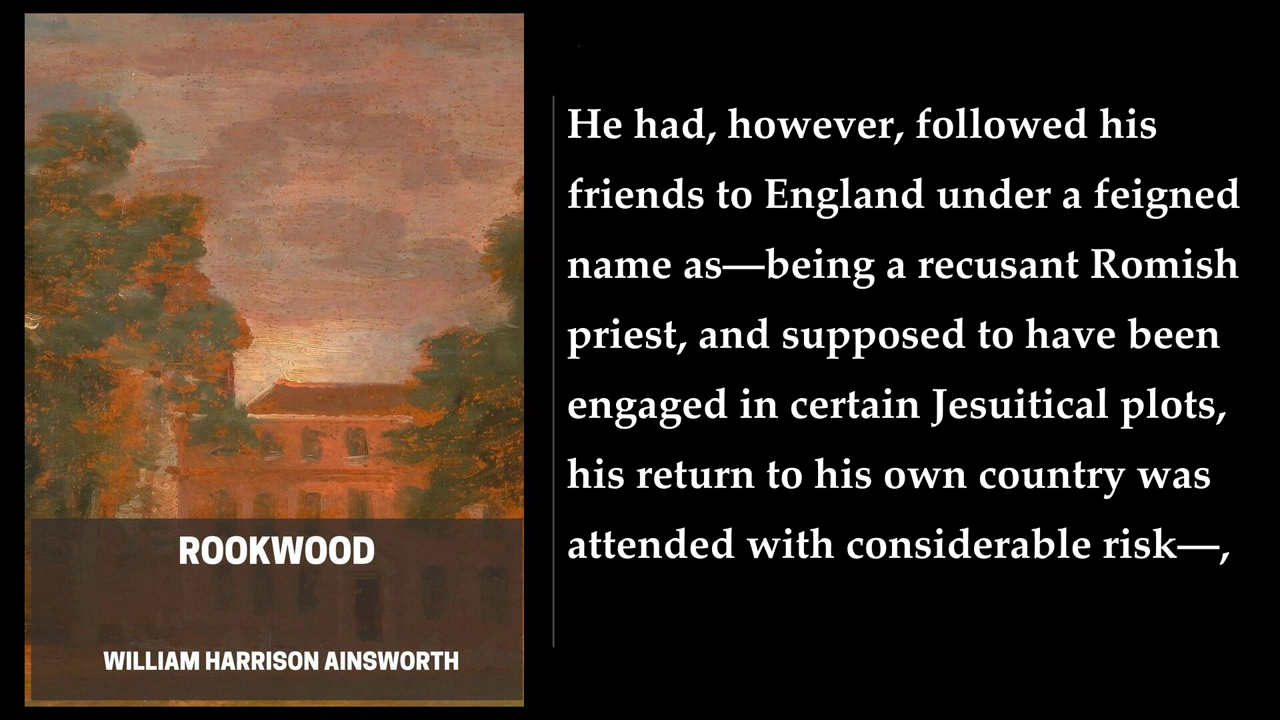 ROOKWOOD
WILLIAM HARRISON AINSWORTH
He had, however, followed his
friends to England under a feigned
name as—being a recusant Romish
priest, and supposed to have been
engaged in certain Jesuitical plots,
his return to his own country was
attended with considerable risk—,